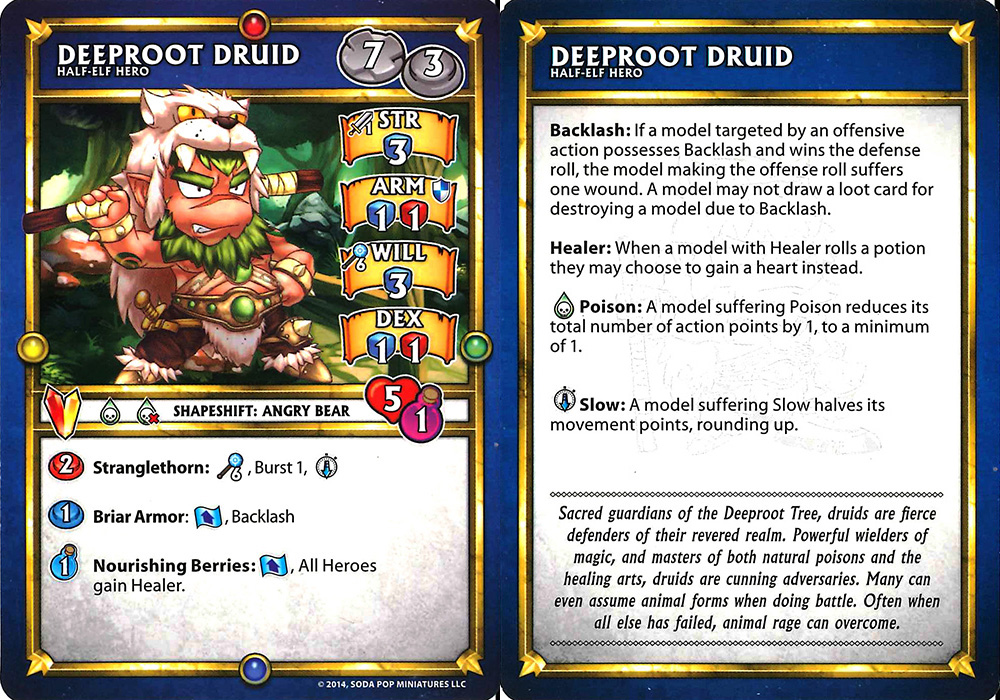 DEEPROOT DRUID
HALF-ELF HERO
7
3
STR
3
ARM
1 1
WILL
3
DEX
1 1
SHAPESHIFT: ANGRY BEAR
5
1
2 Stranglethorn: , Burst 1,
1 Briar Armor: , Backlash
1 Nourishing Berries: , All Heroes
gain Healer.
© 2014, SODA POP MINIATURES LLC
DEEPROOT DRUID
HALF-ELF HERO
Backlash: If a model targeted by an offensive
action possesses Backlash and wins the defense
roll, the model making the offense roll suffers
one wound. A model may not draw a loot card for
destroying a model due to Backlash.
Healer: When a model with Healer rolls a potion
they may choose to gain a heart instead.
Poison: A model suffering Poison reduces its
total number of action points by 1, to a minimum
of 1.
Slow: A model suffering Slow halves its
movement points, rounding up.
Sacred guardians of the Deeproot Tree, druids are fierce
defenders of their revered realm. Powerful wielders of
magic, and masters of both natural poisons and the
healing arts, druids are cunning adversaries. Many can
even assume animal forms when doing battle. Often when
all else has failed, animal rage can overcome.